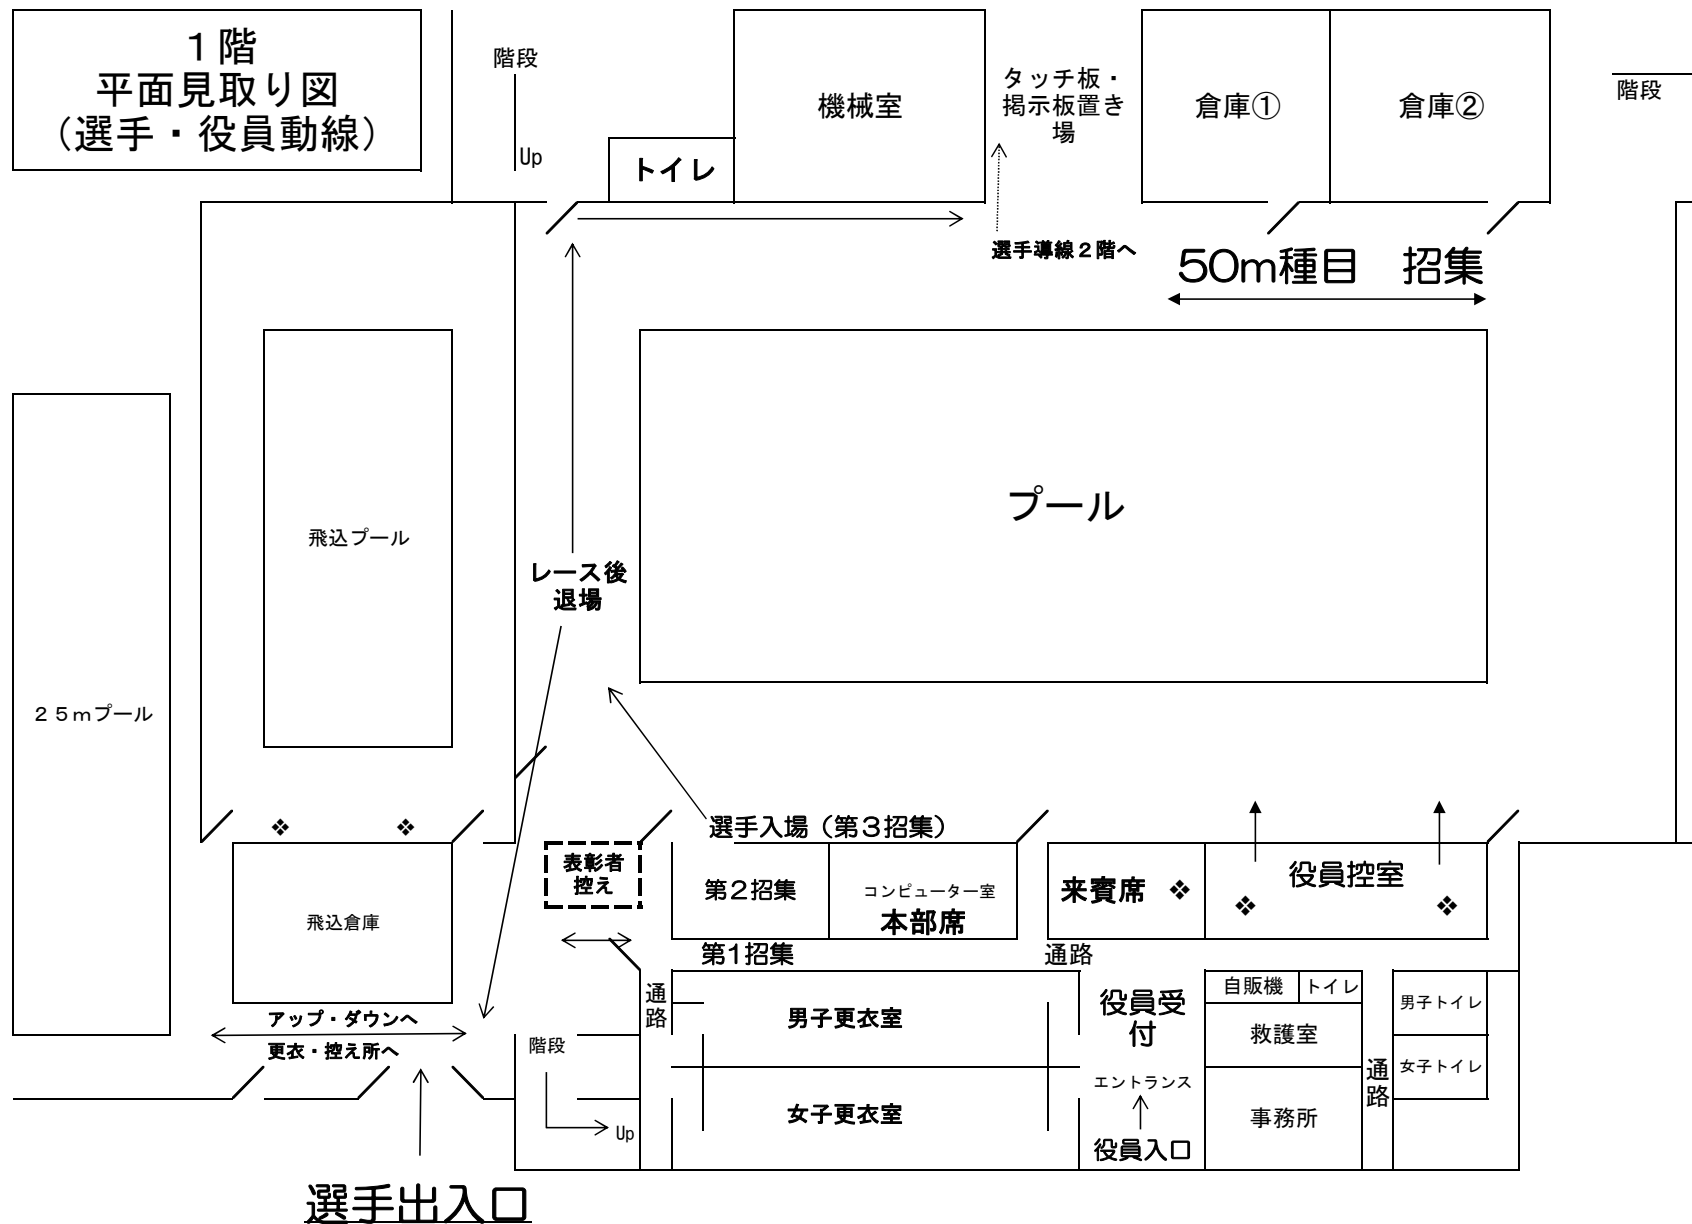 １階
平面見取り図
（選手・役員動線）
階段
Up
トイレ
機械室
タッチ板・
掲示板置き
場
倉庫①
倉庫②
階段
選手導線２階へ
50m種目　招集
プール
飛込プール
レース後
退場
２５ｍプール
選手入場（第３招集）
表彰者
控え
第２招集
コンピューター室
本部席
来賓席
役員控室
飛込倉庫
第１招集
通路
通
路
アップ・ダウンへ
更衣・控え所へ
階段
Up
男子更衣室
女子更衣室
役員受
付
エントランス
役員入口
自販機
トイレ
救護室
事務所
通
路
男子トイレ
女子トイレ
選手出入口